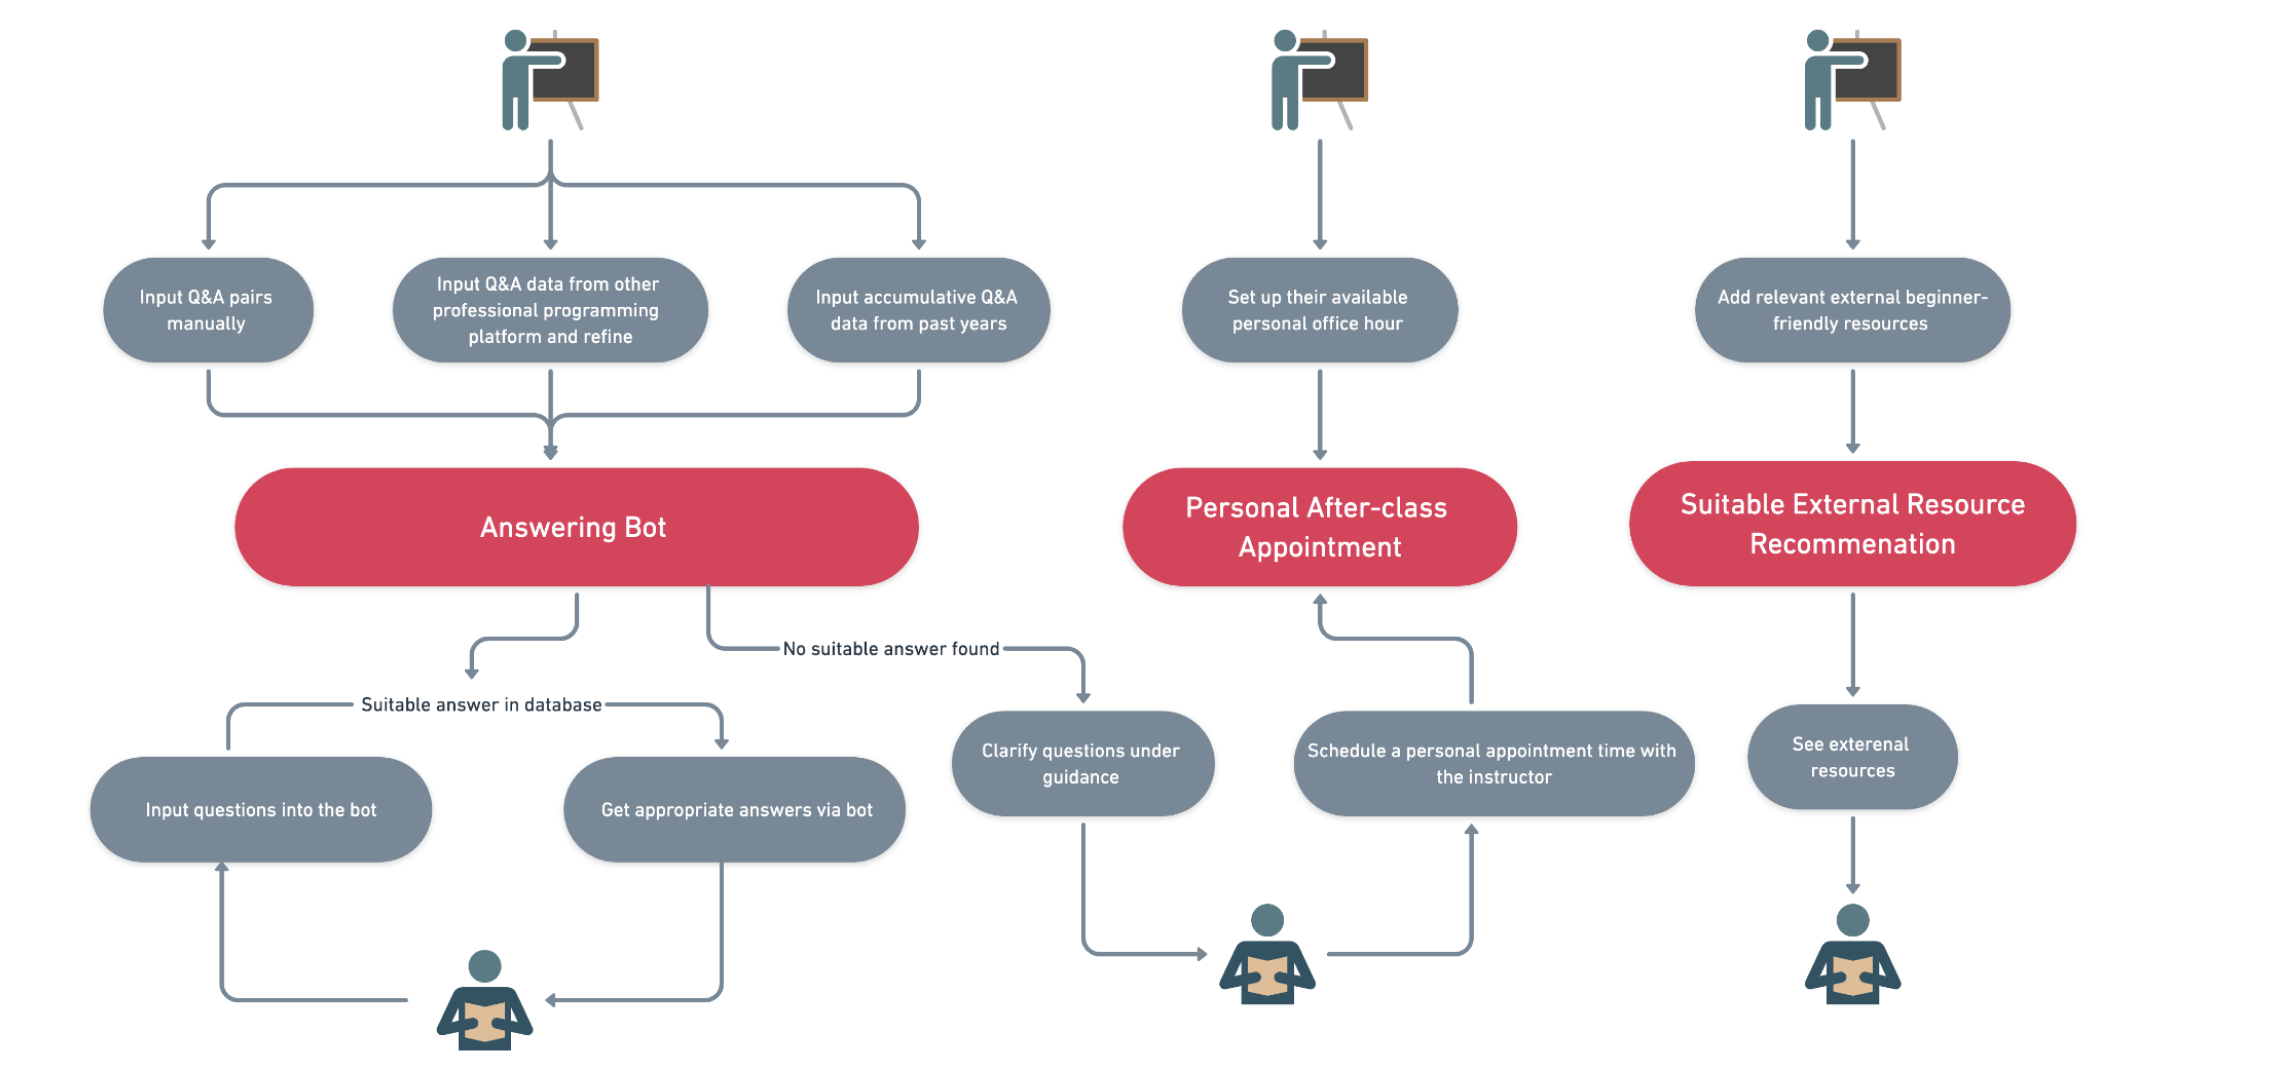 Input Q&A pairs
manually
Input Q&A data from other
professional programming
platform and refine
Input accumulative Q&A
data from past years
Set up their available
personal office hour
Add relevant external beginner-
friendly resources
Answering Bot
Personal After-class
Appointment
Suitable External Resource
Recommenation
No suitable answer found
Suitable answer in database
Input questions into the bot
Get appropriate answers via bot
Clarify questions under
guidance
Schedule a personal appointment time with
the instructor
See exterenal
resources